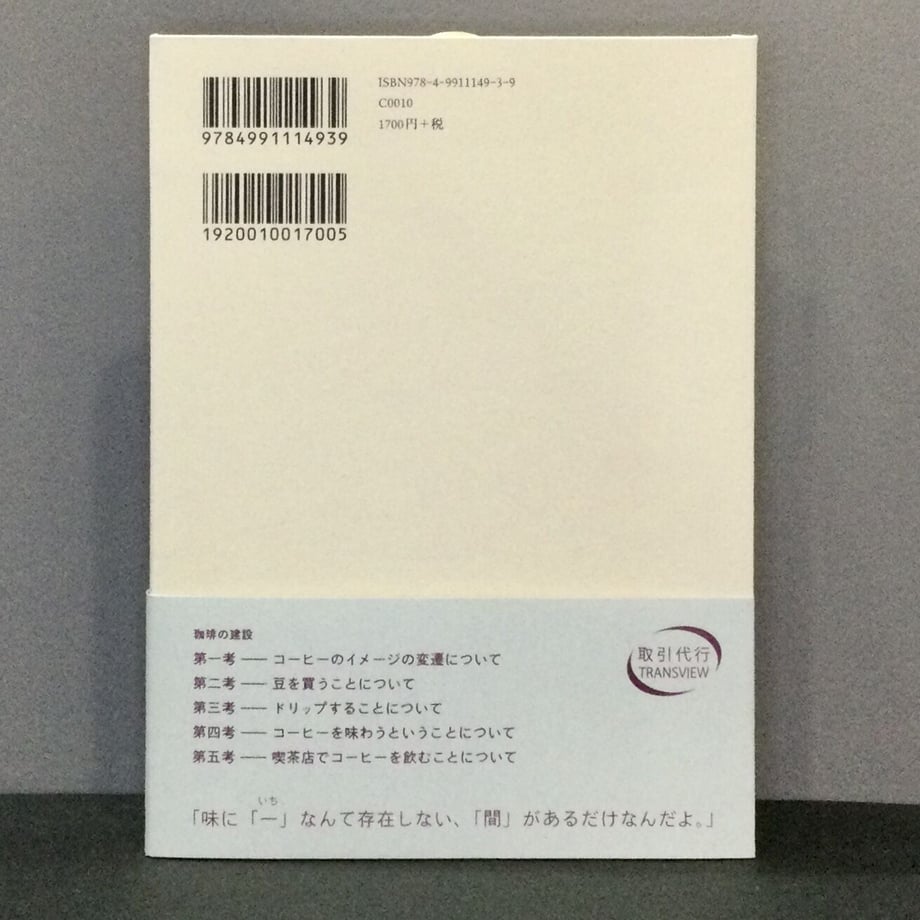 ISBN978-4-9911149-3-9
C0010
1700円+税
9784991114939
1920010017005
珈琲の建設
第一考 ── コーヒーのイメージの変遷について
第二考 ── 豆を買うことについて
第三考 ── ドリップすることについて
第四考 ── コーヒーを味わうということについて
第五考 ── 喫茶店でコーヒーを飲むことについて
取引代行
TRANSVIEW
いち
「味に「一」なんて存在しない、「間」があるだけなんだよ。」